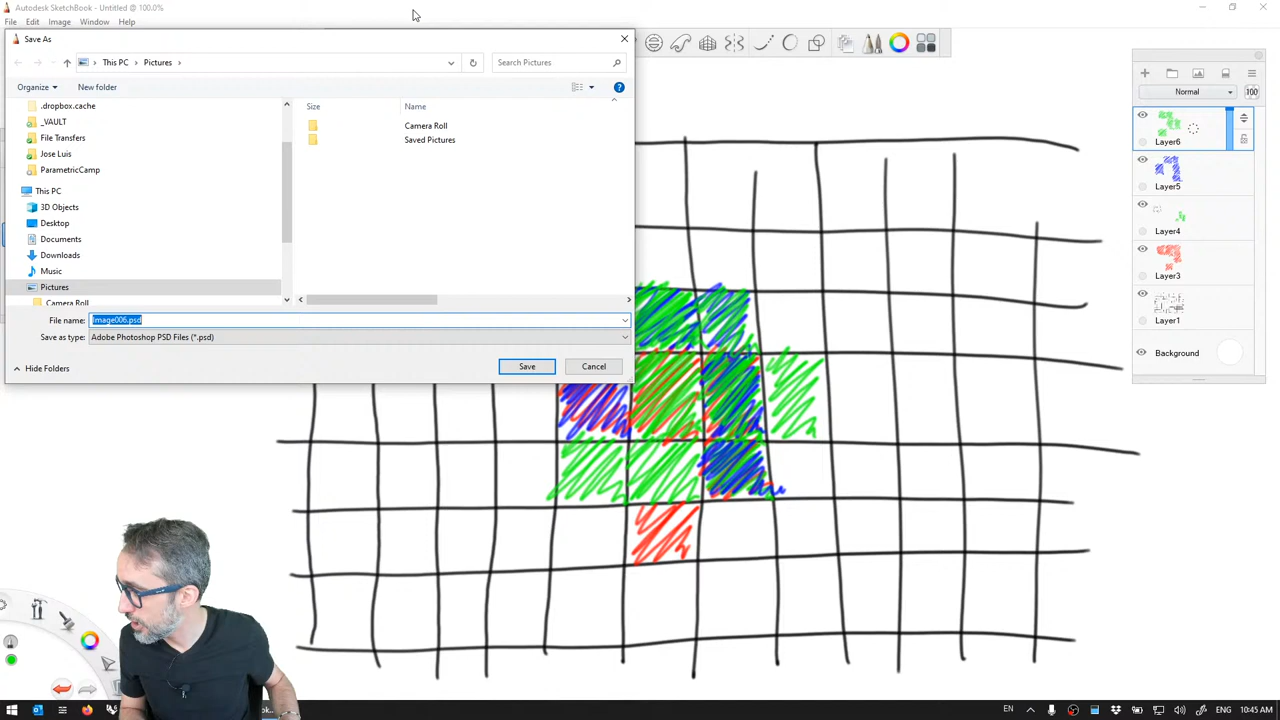 Autodesk SketchBook - Untitled @ 100.0%
File Edit Image Window Help
Save As
This PC Pictures
Search Pictures
Organize New folder
.dropbox.cache
_VAULT
File Transfers
Jose Luis
ParametricCamp
This PC
3D Objects
Desktop
Documents
Downloads
Music
Pictures
Camera Roll
Size Name
Camera Roll
Saved Pictures
File name: Image006.psd
Save as type: Adobe Photoshop PSD Files (*.psd)
Hide Folders
Save Cancel
Normal 100
Layer6
Layer5
Layer4
Layer3
Layer1
Background
EN
10:45 AM